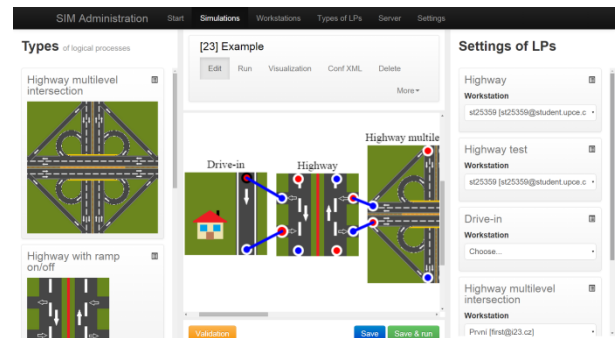 SIM Administration Start Simulations Workstations Types of LPs Server Settings
Types of logical processes
Highway multilevel
intersection
Highway with ramp
on/off
[23] Example
Edit Run Visualization Conf XML Delete
More
Drive-in
Highway
Highway multile
Validation
Save
Save & run
Settings of LPs
Highway
Workstation
st25359 [st25359@student.upce.c
Highway test
Workstation
st25359 [st25359@student.upce.c
Drive-in
Workstation
Choose...
Highway multilevel
intersection
Workstation
První [first@i23.cz]